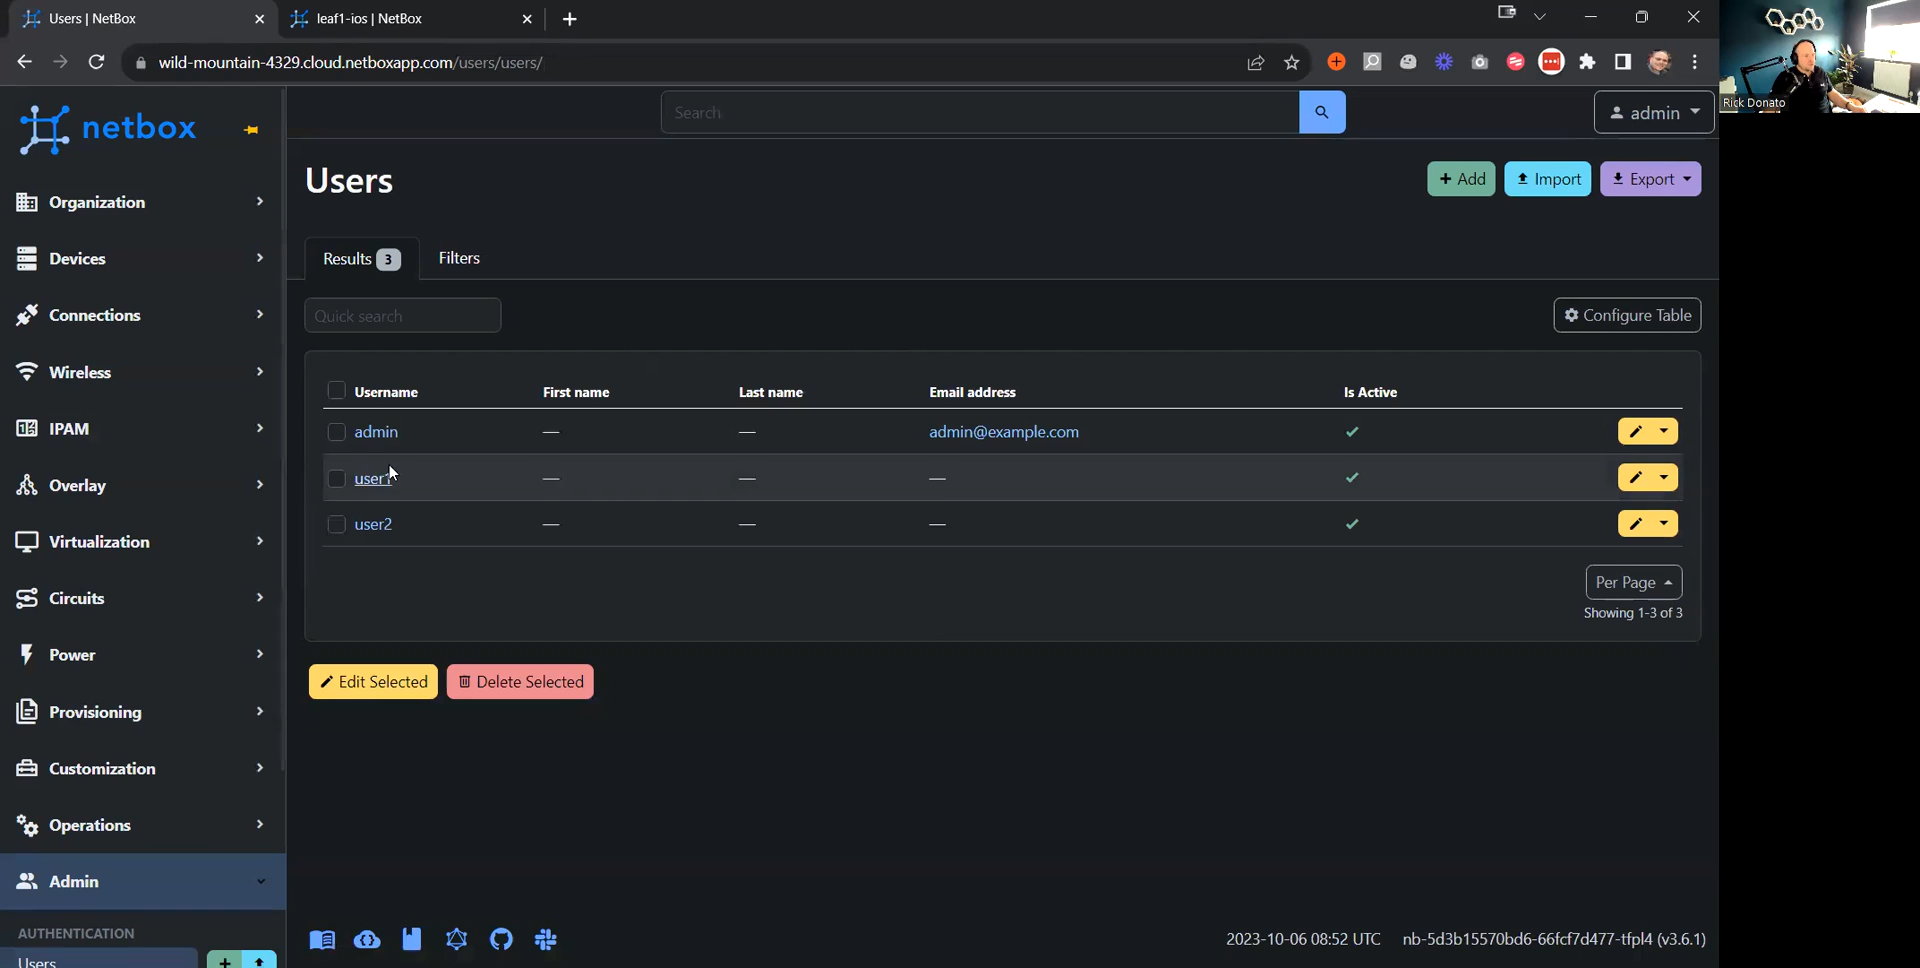 Users | NetBox
leaf1-ios | NetBox
wild-mountain-4329.cloud.netboxapp.com/users/users/
Rick Donato
netbox
Search
admin
Organization
Devices
Connections
Wireless
IPAM
Overlay
Virtualization
Circuits
Power
Provisioning
Customization
Operations
Admin
AUTHENTICATION
Users
Users
+ Add
Import
Export
Results 3
Filters
Quick search
Configure Table
Username First name Last name Email address Is Active
admin — — admin@example.com
user1 — — —
user2 — — —
Per Page
Showing 1-3 of 3
Edit Selected
Delete Selected
2023-10-06 08:52 UTC nb-5d3b15570bd6-66fcf7d477-tfpl4 (v3.6.1)